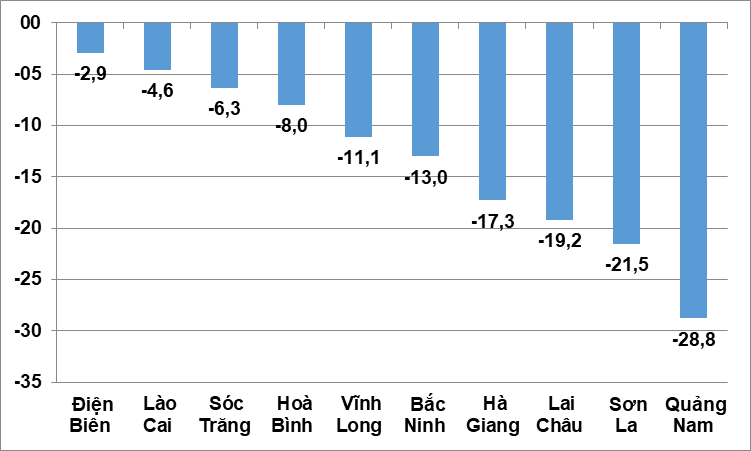 00
-05
-10
-15
-20
-25
-30
-35
-2,9
-4,6
-6,3
-8,0
-11,1
-13,0
-17,3
-19,2
-21,5
-28,8
Điện
Biên
Lào
Cai
Sóc
Trăng
Hoà
Bình
Vĩnh
Long
Bắc
Ninh
Hà
Giang
Lai
Châu
Sơn
La
Quảng
Nam